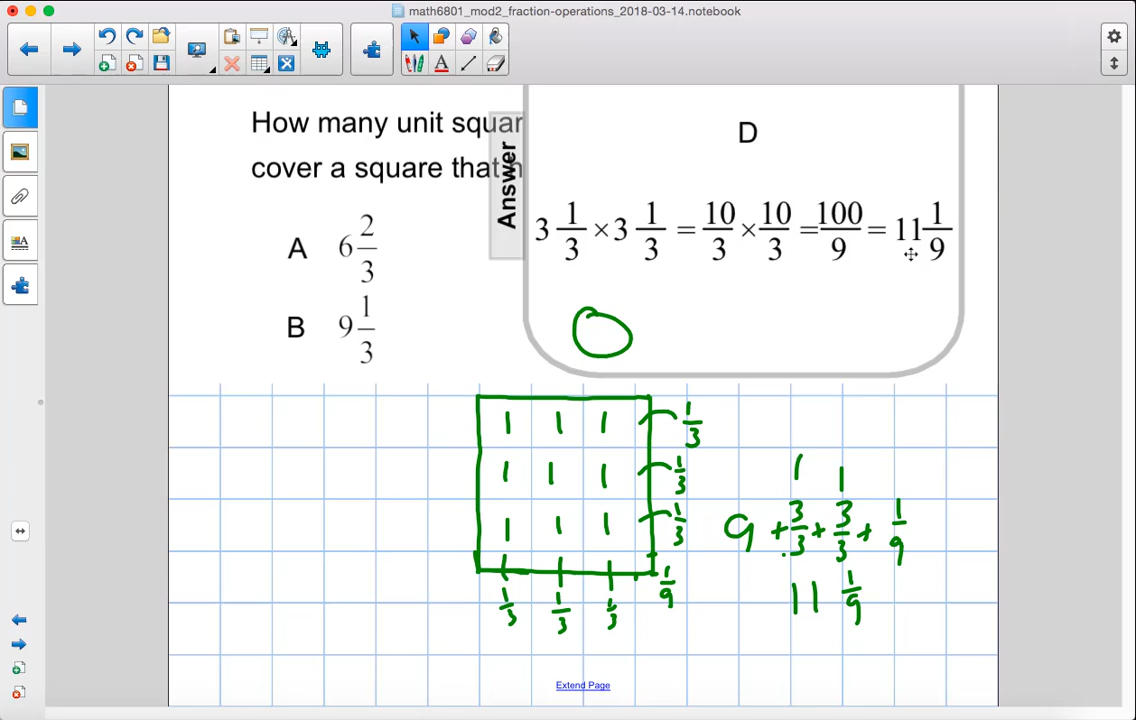 math6801_mod2_fraction-operations_2018-03-14.notebook
How many unit squar
cover a square that
A 6 2/3
B 9 1/3
Answer
D
3 1/3 × 3 1/3 = 10/3 × 10/3 = 100/9 = 11 1/9
1 1 1 1/3
1 1 1 1/3
1 1 1 1/3
1/3 1/3 1/3 1/9
1 1
9 + 3/3 + 3/3 + 1/9
11 1/9
Extend Page